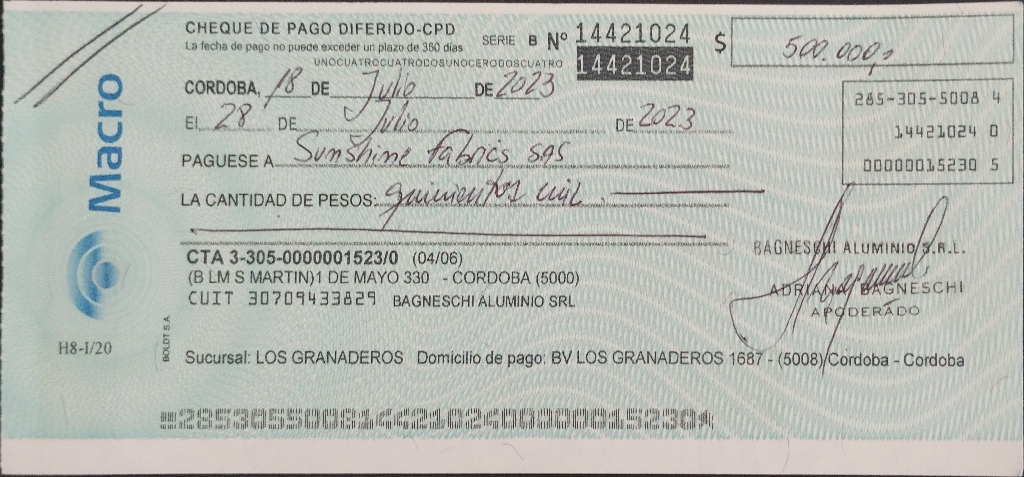 CHEQUE DE PAGO DIFERIDO-CPD
La fecha de pago no puede exceder un plazo de 360 días
SERIE B Nº 14421024
14421024
UNOCUATROCUATRODOSUNOCERODOSCUATRO
$ 500.000,=
CORDOBA, 18 DE Julio DE 2023
285-305-5008 4
El 28 DE Julio DE 2023
14421024 0
PAGUESE A Sunshine fabrics sas
00000015230 5
LA CANTIDAD DE PESOS: quinientos mil
Macro
CTA 3-305-0000001523/0 (04/06)
(B LM S MARTIN)1 DE MAYO 330 - CORDOBA (5000)
CUIT 30709433829 BAGNESCHI ALUMINIO SRL
BAGNESCHI ALUMINIO S.R.L.
ADRIAN BAGNESCHI
APODERADO
H8-I/20
BOLDT S.A.
Sucursal: LOS GRANADEROS Domicilio de pago: BV LOS GRANADEROS 1687 - (5008) Cordoba - Cordoba
285305500814421024000000152304